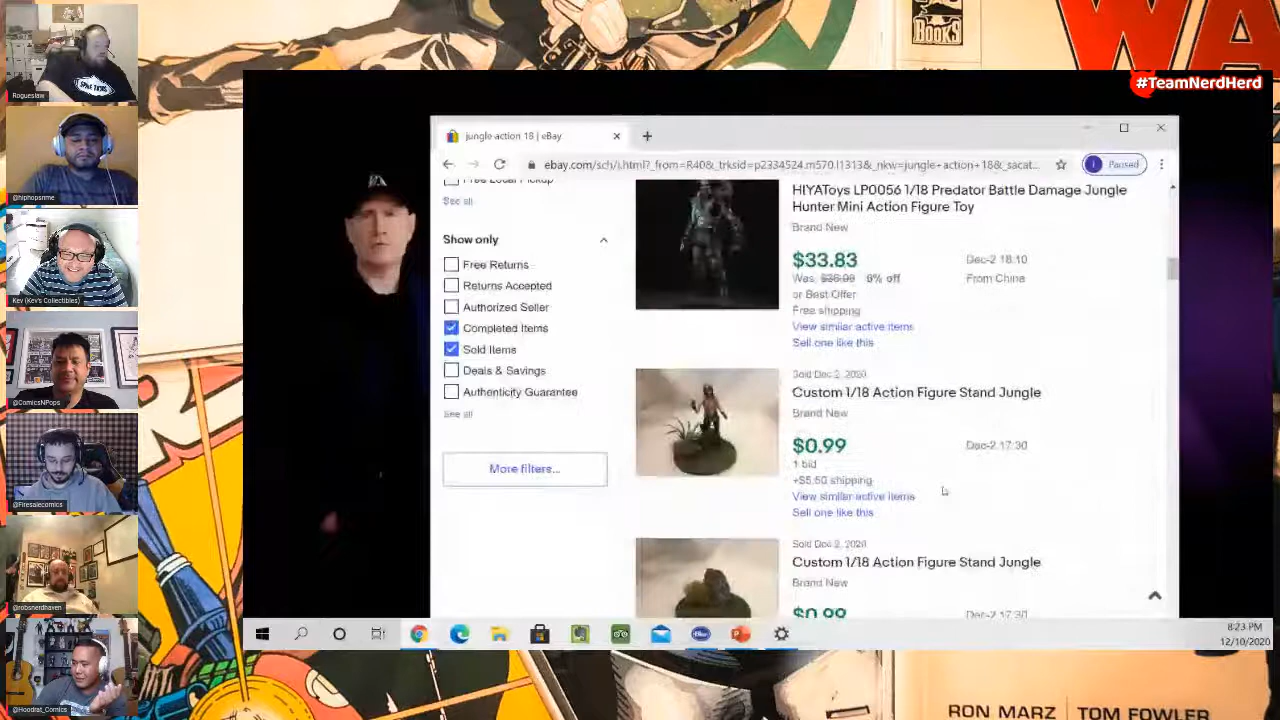 Rogueslaw
@hiphopsnme
Kev (Kev's Collectibles)
@ComicsNPops
@Firesalecomics
@robsnerdhaven
@Hoodrat_Comics
BOOKS
WA
#TeamNerdHerd
jungle action 18 | eBay
ebay.com/sch/i.html?_from=R40&_trksid=p2334524.m570.l1313&_nkw=jungle+action+18&_sacat...
Paused
Free Local Pickup
See all
Show only
Free Returns
Returns Accepted
Authorized Seller
Completed Items
Sold Items
Deals & Savings
Authenticity Guarantee
See all
More filters...
HIYAToys LP0056 1/18 Predator Battle Damage Jungle
Hunter Mini Action Figure Toy
Brand New
$33.83
Dec-2 18:10
Was: $35.99 6% off
From China
or Best Offer
Free shipping
View similar active items
Sell one like this
Sold Dec 2, 2020
Custom 1/18 Action Figure Stand Jungle
Brand New
$0.99
Dec-2 17:30
1 bid
+$5.50 shipping
View similar active items
Sell one like this
Sold Dec 2, 2020
Custom 1/18 Action Figure Stand Jungle
Brand New
$0.99
Dec-2 17:30
8:23 PM
12/10/2020
RON MARZ | TOM FOWLER